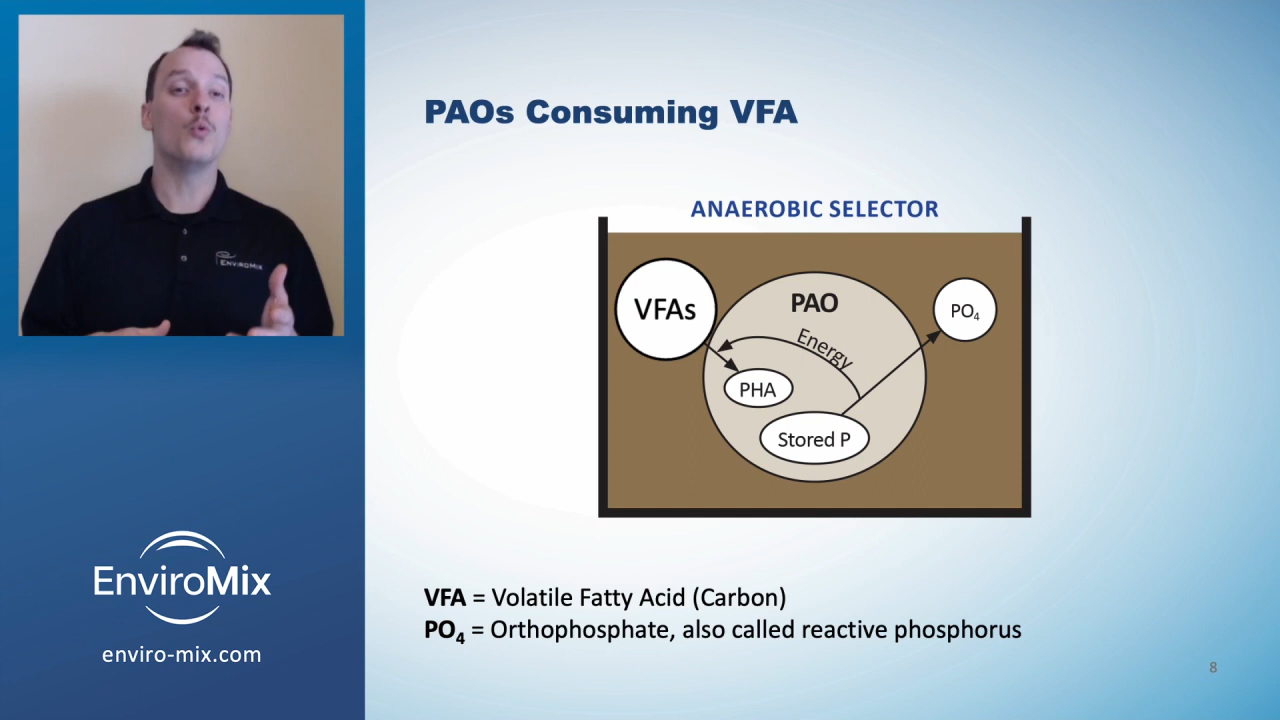 PAOs Consuming VFA
ANAEROBIC SELECTOR
VFAs
PAO
PO₄
Energy
PHA
Stored P
ENVIROMIX
EnviroMix
enviro-mix.com
VFA = Volatile Fatty Acid (Carbon)
PO₄ = Orthophosphate, also called reactive phosphorus
8